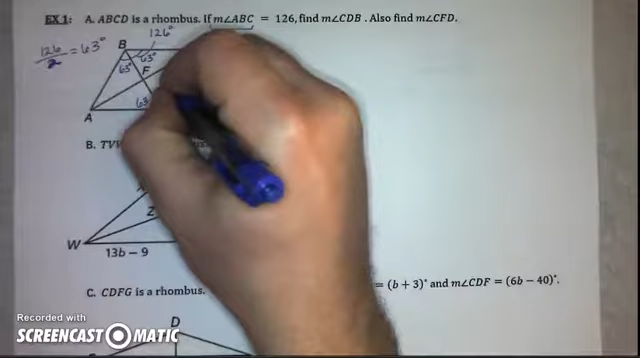 EX 1: A. ABCD is a rhombus. If m∠ABC = 126, find m∠CDB. Also find m∠CFD.
126°
126/2 = 63°
B
63° 63°
F
63
A
B.
Z
W
13b − 9
C. CDFG is a rhombus. = (b + 3)° and m∠CDF = (6b − 40)°.
D
Recorded with
SCREENCAST MATIC